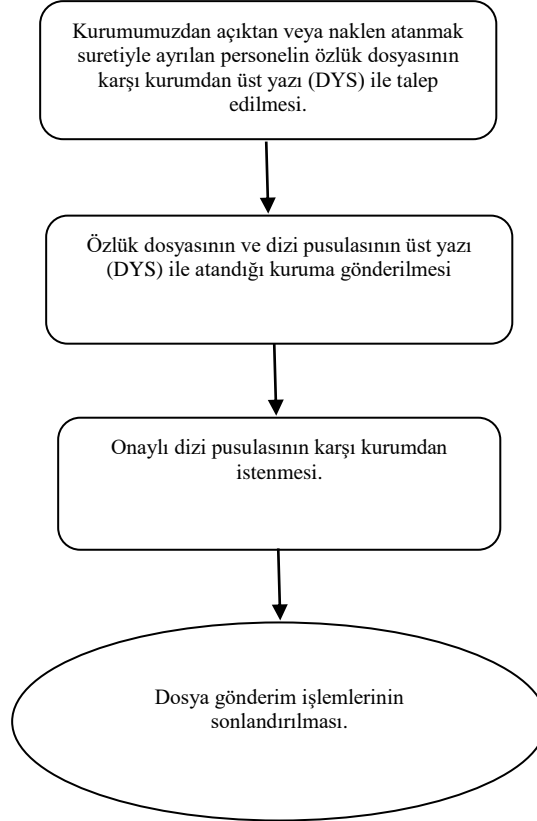 Kurumumuzdan açıktan veya naklen atanmak
suretiyle ayrılan personelin özlük dosyasının
karşı kurumdan üst yazı (DYS) ile talep
edilmesi.
Özlük dosyasının ve dizi pusulasının üst yazı
(DYS) ile atandığı kuruma gönderilmesi
Onaylı dizi pusulasının karşı kurumdan
istenmesi.
Dosya gönderim işlemlerinin
sonlandırılması.